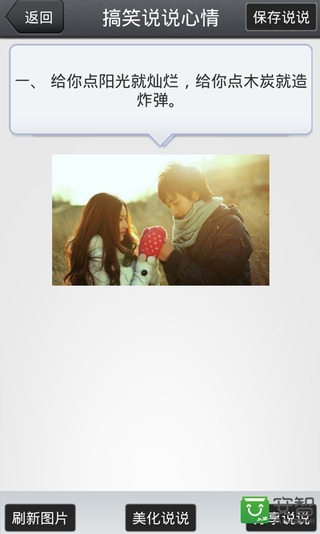 返回
搞笑说说心情
保存说说
一、 给你点阳光就灿烂，给你点木炭就造
炸弹。
刷新图片
美化说说
享说说
安智